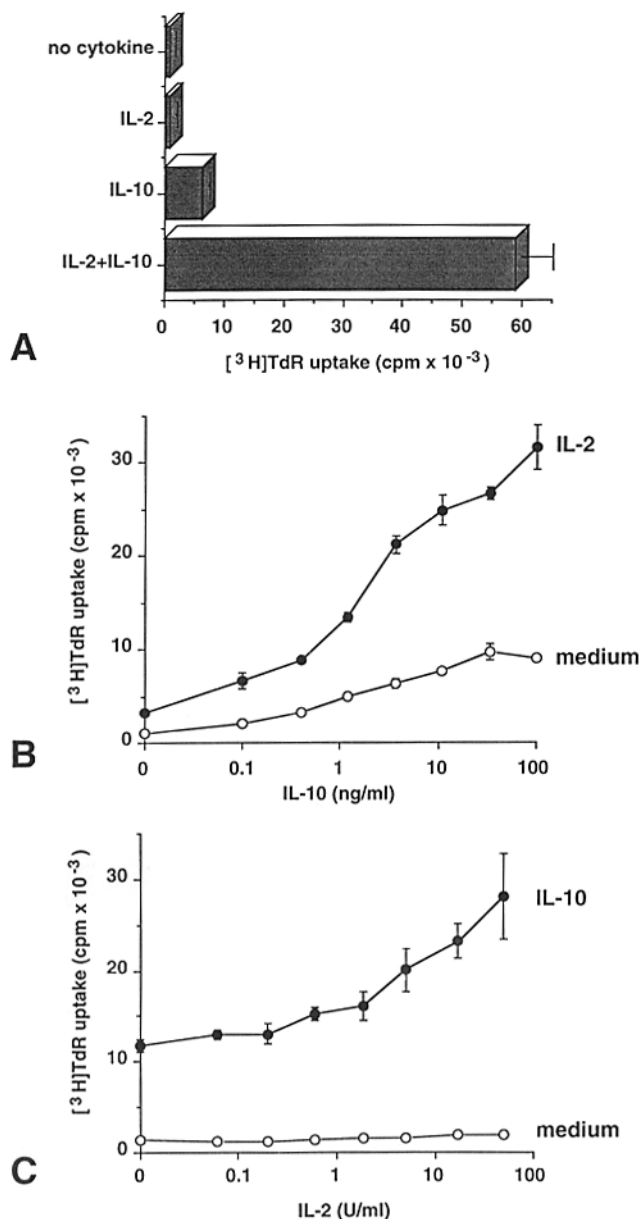 no cytokine
IL-2
IL-10
IL-2+IL-10
0 10 20 30 40 50 60
A
[³H]TdR uptake (cpm x 10⁻³)
[³H]TdR uptake (cpm x 10⁻³)
30
20
10
0
IL-2
medium
0 0.1 1 10 100
B
IL-10 (ng/ml)
[³H]TdR uptake (cpm x 10⁻³)
30
20
10
0
IL-10
medium
0 0.1 1 10 100
C
IL-2 (U/ml)